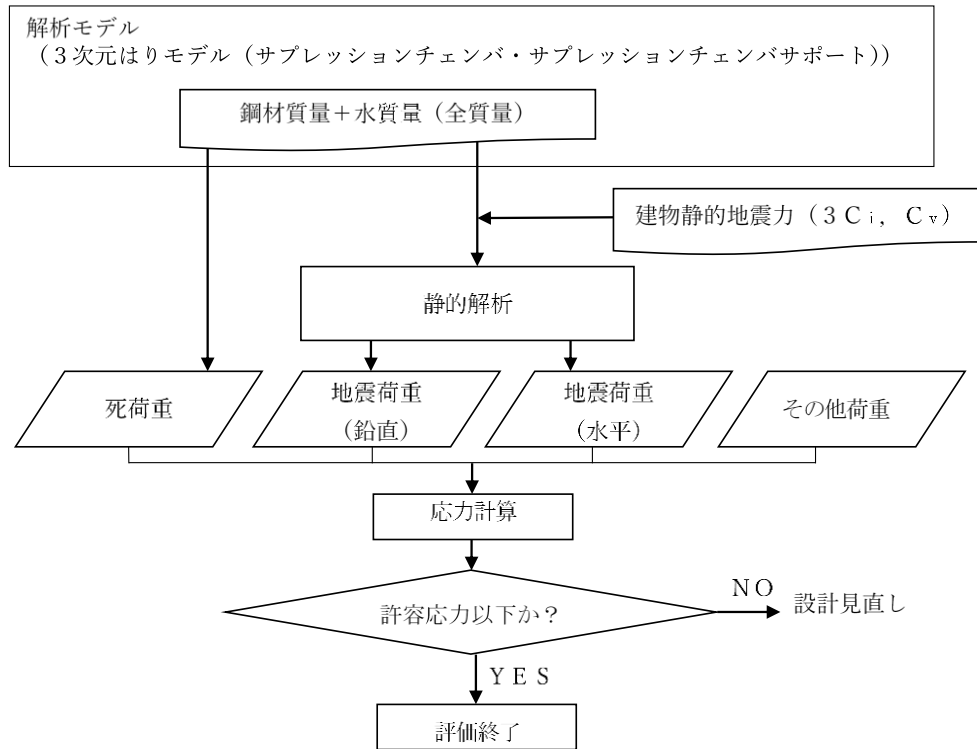 解析モデル
（３次元はりモデル（サプレッションチェンバ・サプレッションチェンバサポート））
鋼材質量＋水質量（全質量）
建物静的地震力（３Ｃｉ，Ｃｖ）
静的解析
死荷重
地震荷重
（鉛直）
地震荷重
（水平）
その他荷重
応力計算
許容応力以下か？
ＮＯ
設計見直し
ＹＥＳ
評価終了